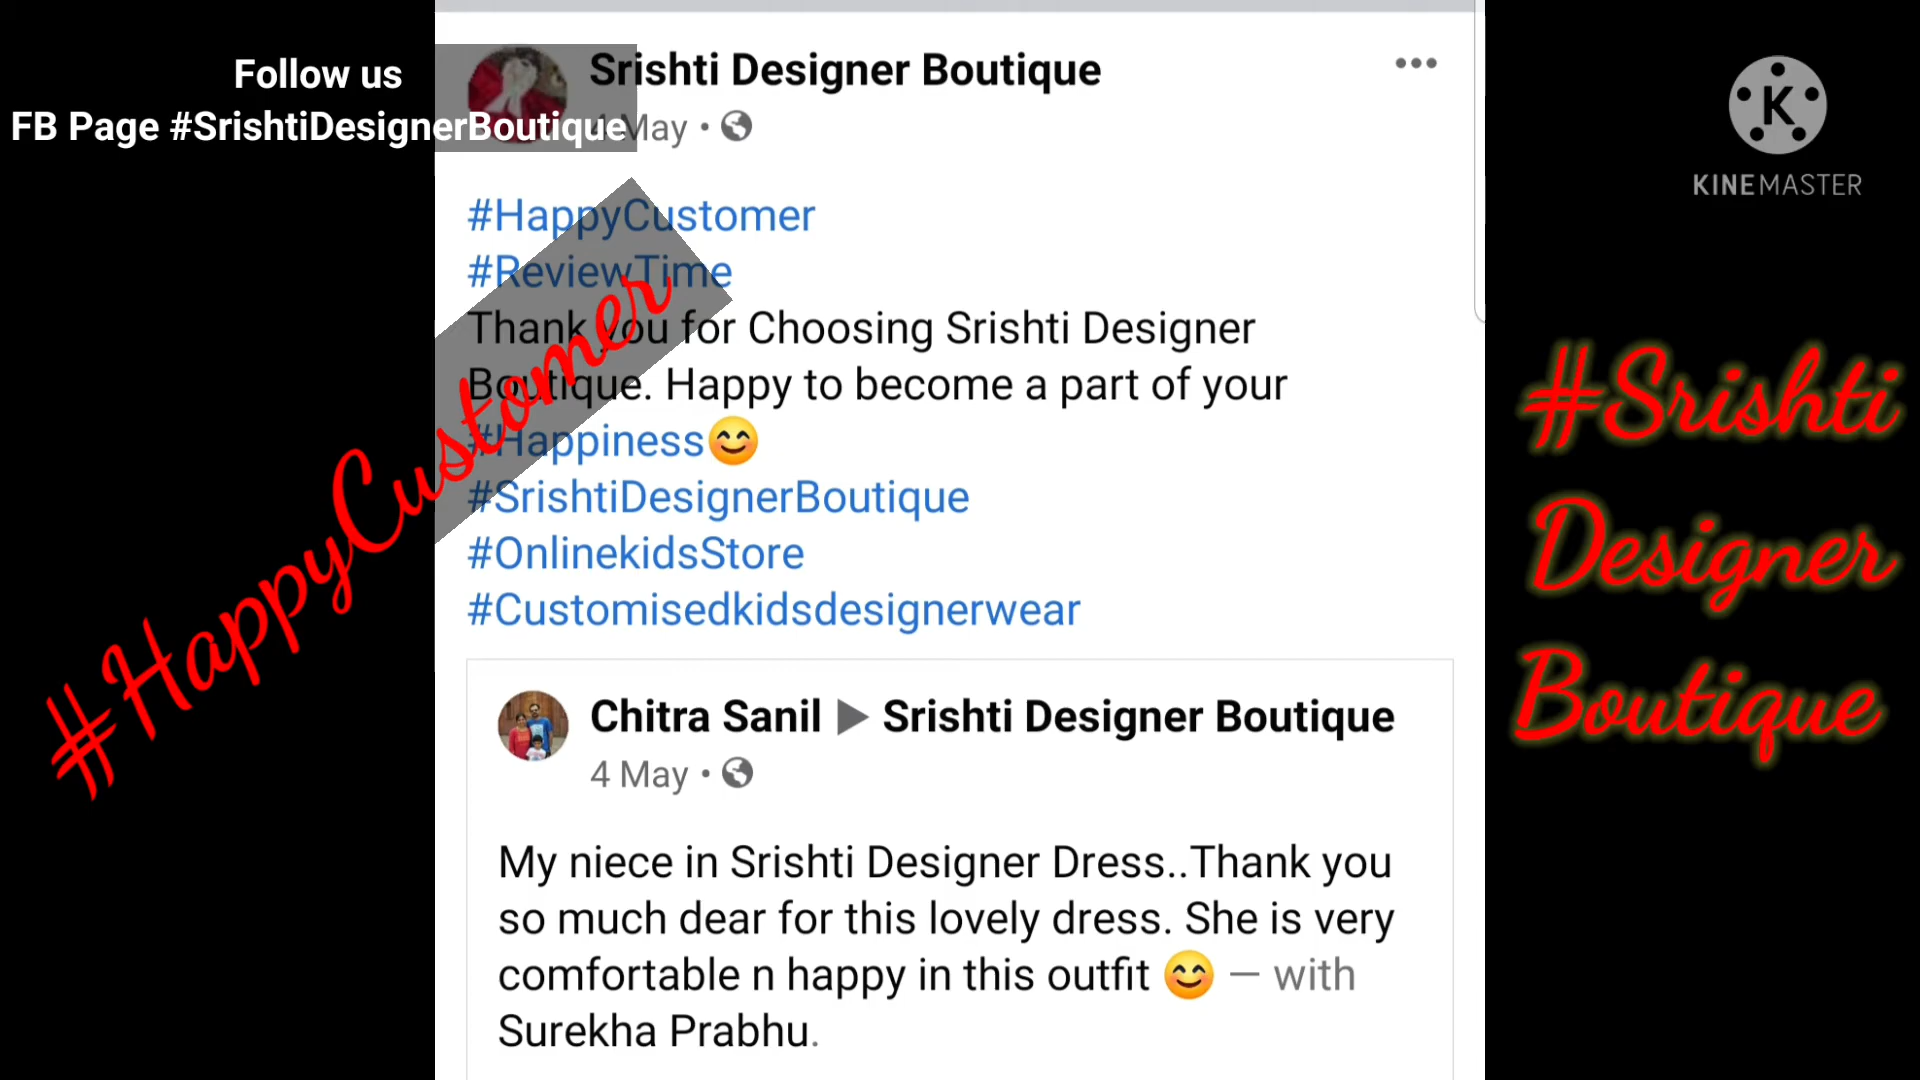 Follow us
FB Page #SrishtiDesignerBoutique
Srishti Designer Boutique
4 May
#HappyCustomer
#ReviewTime
Thank you for Choosing Srishti Designer
Boutique. Happy to become a part of your
#Happiness😊
#SrishtiDesignerBoutique
#OnlinekidsStore
#Customisedkidsdesignerwear
Chitra Sanil ▶ Srishti Designer Boutique
4 May
My niece in Srishti Designer Dress..Thank you
so much dear for this lovely dress. She is very
comfortable n happy in this outfit 😊 — with
Surekha Prabhu.
#HappyCustomer
K
KINEMASTER
#Srishti
Designer
Boutique